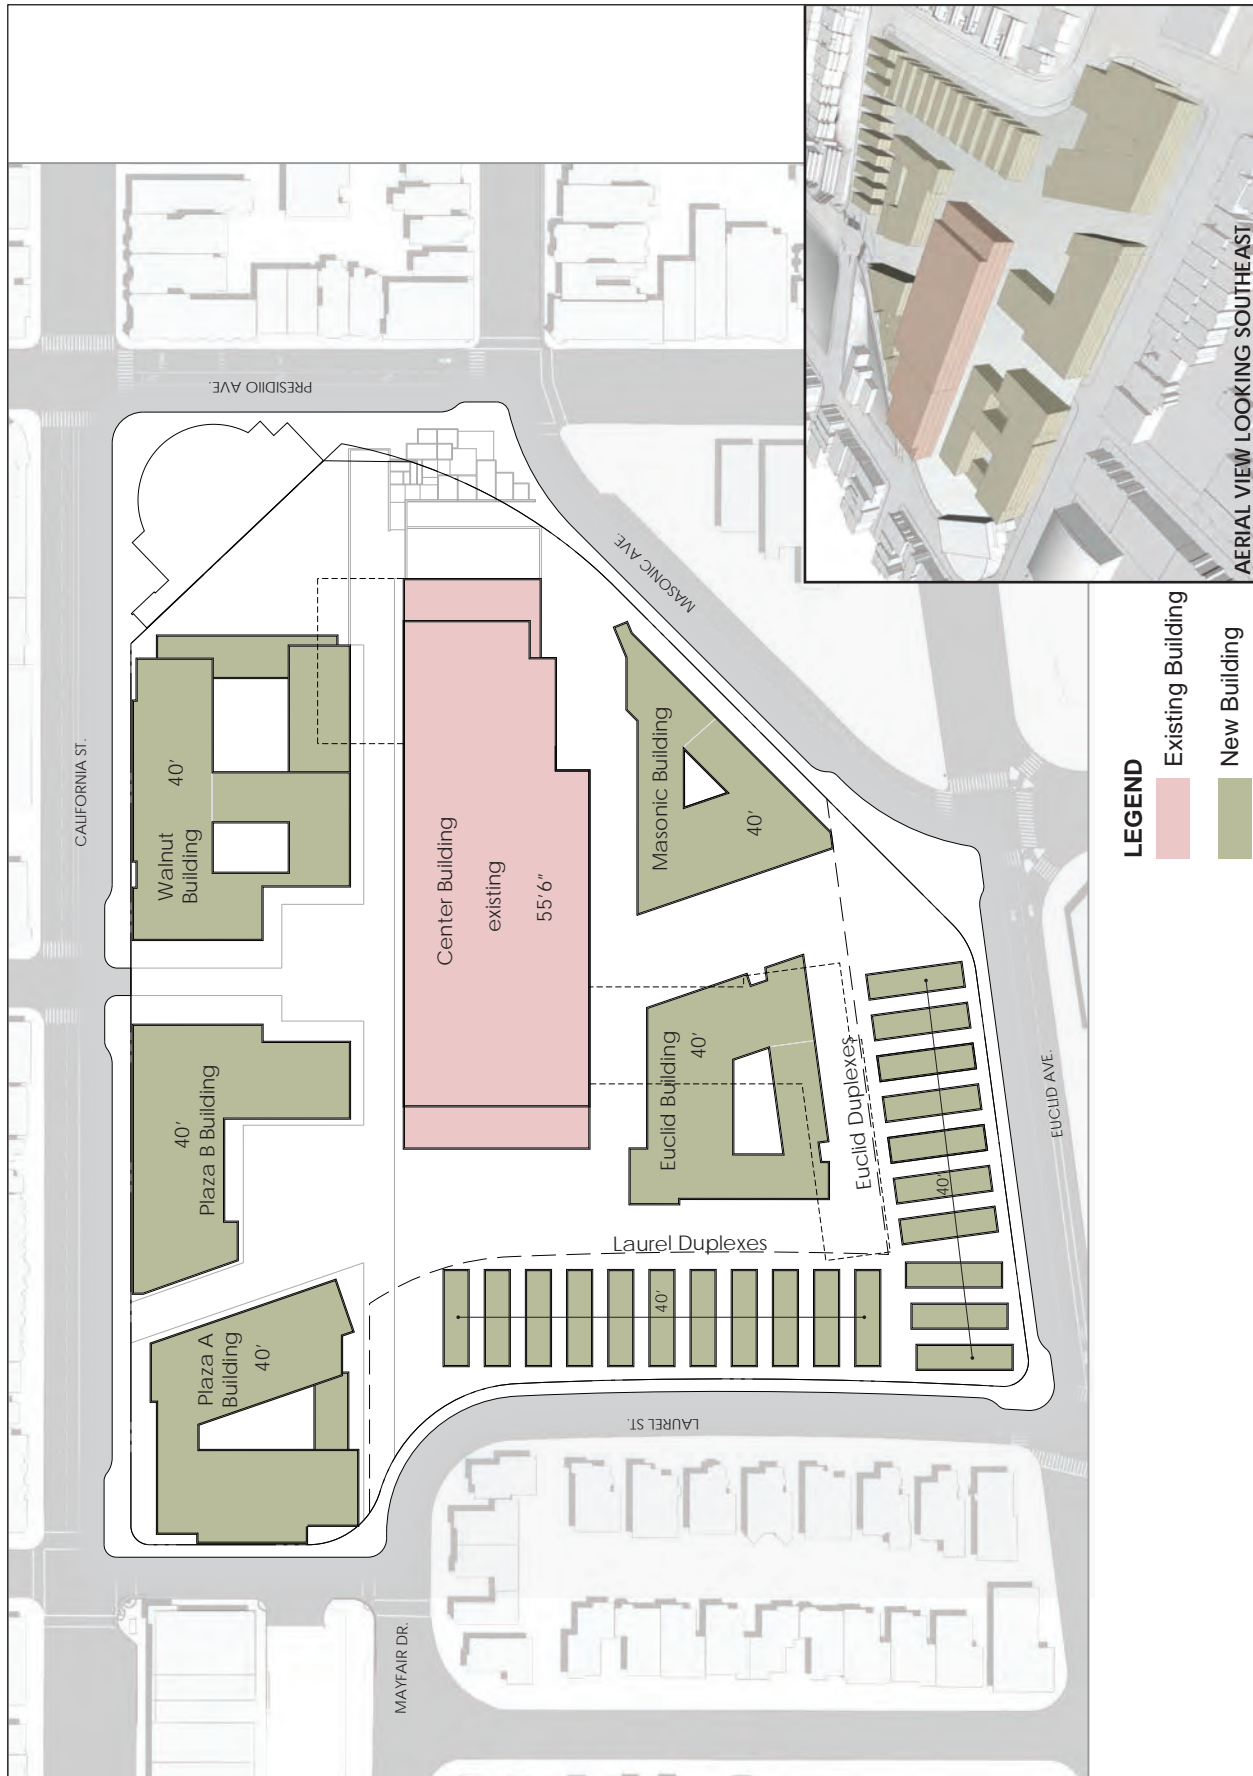 CALIFORNIA ST.
PRESIDIIO AVE.
MASONIC AVE.
EUCLID AVE.
LAUREL ST.
MAYFAIR DR.
Plaza A
Building
40'
40'
Plaza B Building
Walnut
Building
40'
Center Building
existing
55'6"
Masonic Building
40'
Euclid Building
40'
Euclid Duplexes
40'
Laurel Duplexes
40'
LEGEND
Existing Building
New Building
AERIAL VIEW LOOKING SOUTHEAST